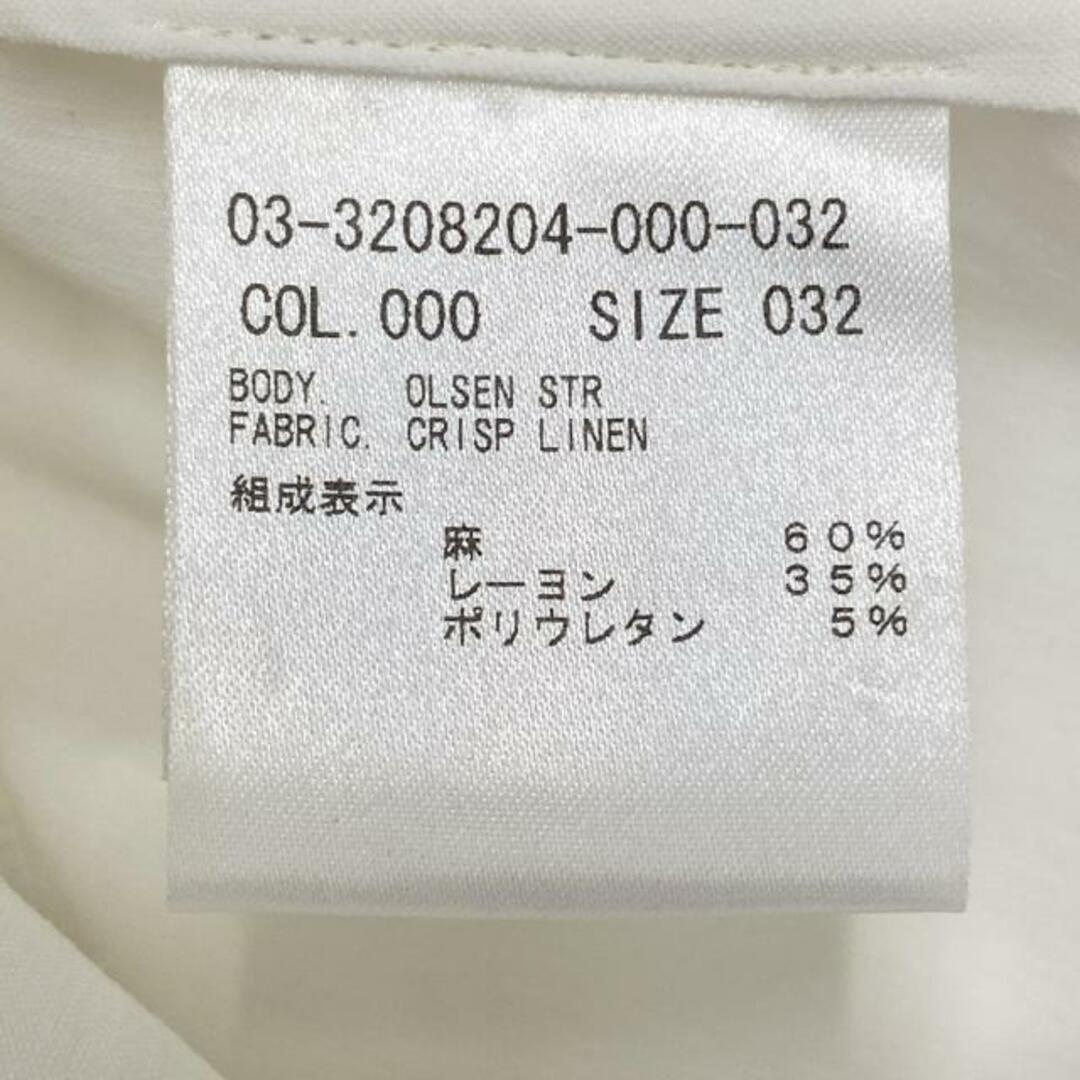 03-3208204-000-032
COL. 000 SIZE 032
BODY. OLSEN STR
FABRIC. CRISP LINEN
組成表示
麻 60%
レーヨン 35%
ポリウレタン 5%